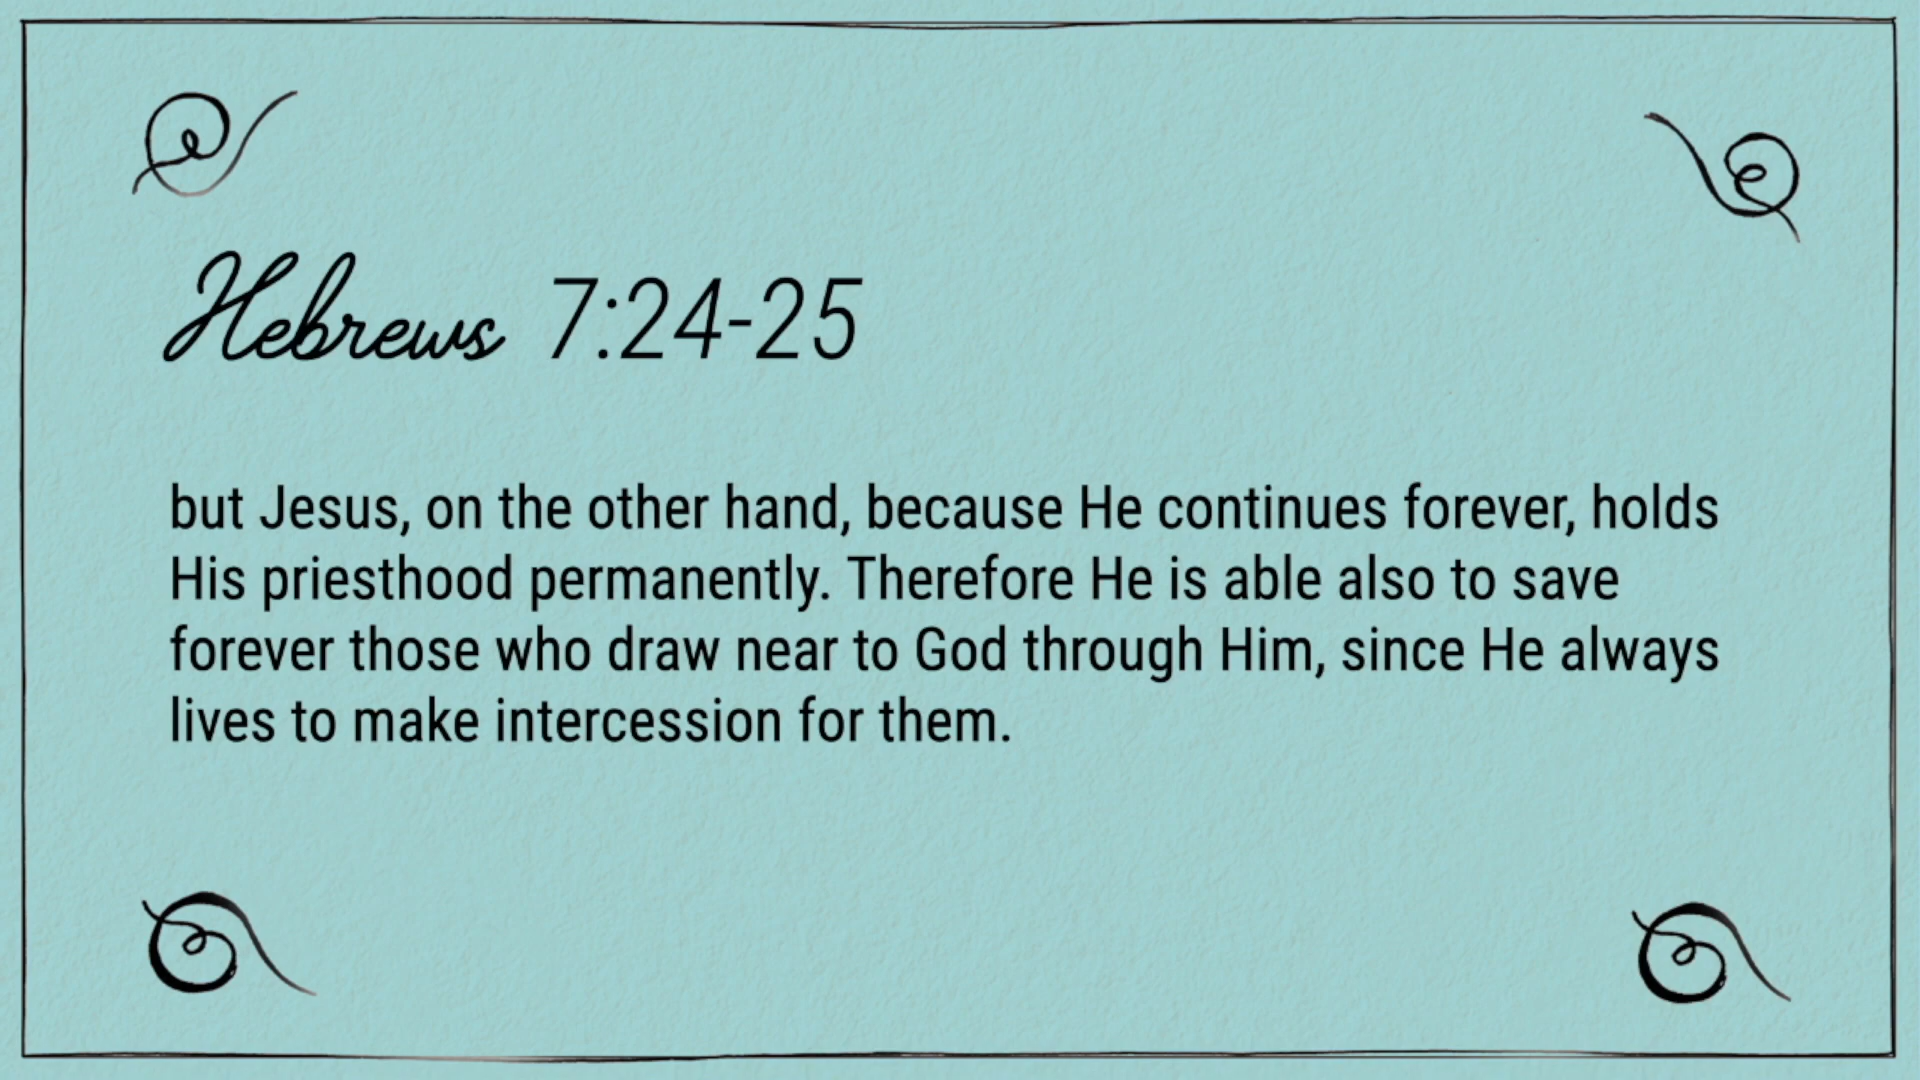 Hebrews 7:24-25
but Jesus, on the other hand, because He continues forever, holds
His priesthood permanently. Therefore He is able also to save
forever those who draw near to God through Him, since He always
lives to make intercession for them.